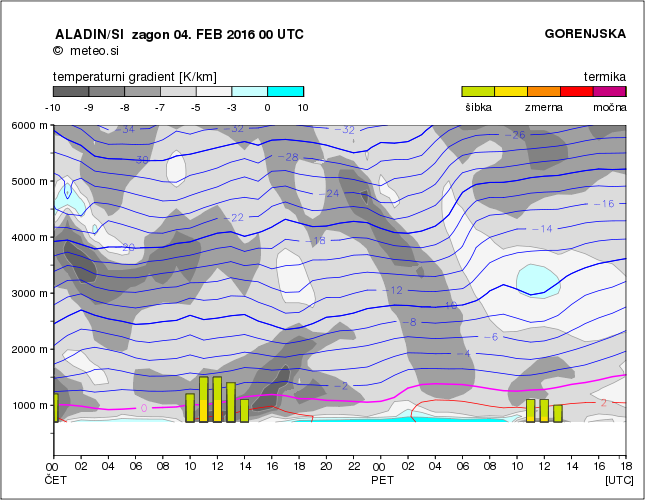 ALADIN/SI zagon 04. FEB 2016 00 UTC
GORENJSKA
© meteo.si
temperaturni gradient [K/km]
termika
-10 -9 -8 -7 -5 -3 0 10
šibka zmerna močna
6000 m
5000 m
4000 m
3000 m
2000 m
1000 m
-34 -32 -32 -26
-30 -28
-24
-22 -16
-20 -18 -14
-12
-10
-8
-6
-4
-2
0 2
00 02 04 06 08 10 12 14 16 18 20 22 00 02 04 06 08 10 12 14 16 18
ČET PET [UTC]